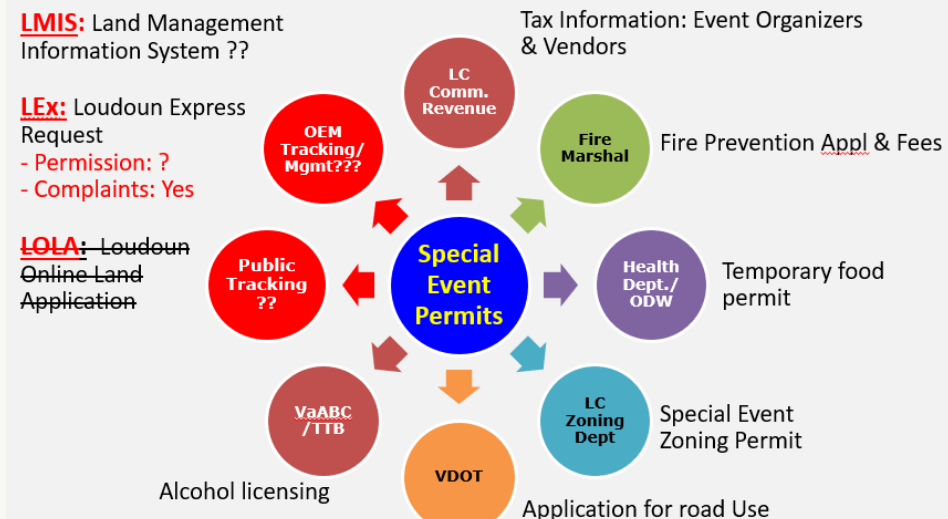 LMIS: Land Management
Information System ??
LEx: Loudoun Express
Request
- Permission: ?
- Complaints: Yes
LOLA: Loudoun
Online Land
Application
Tax Information: Event Organizers
& Vendors
LC
Comm.
Revenue
OEM
Tracking/
Mgmt???
Fire
Marshal
Fire Prevention Appl & Fees
Public
Tracking
??
Special
Event
Permits
Health
Dept./
ODW
Temporary food
permit
VaABC
/TTB
Alcohol licensing
VDOT
Application for road Use
LC
Zoning
Dept
Special Event
Zoning Permit